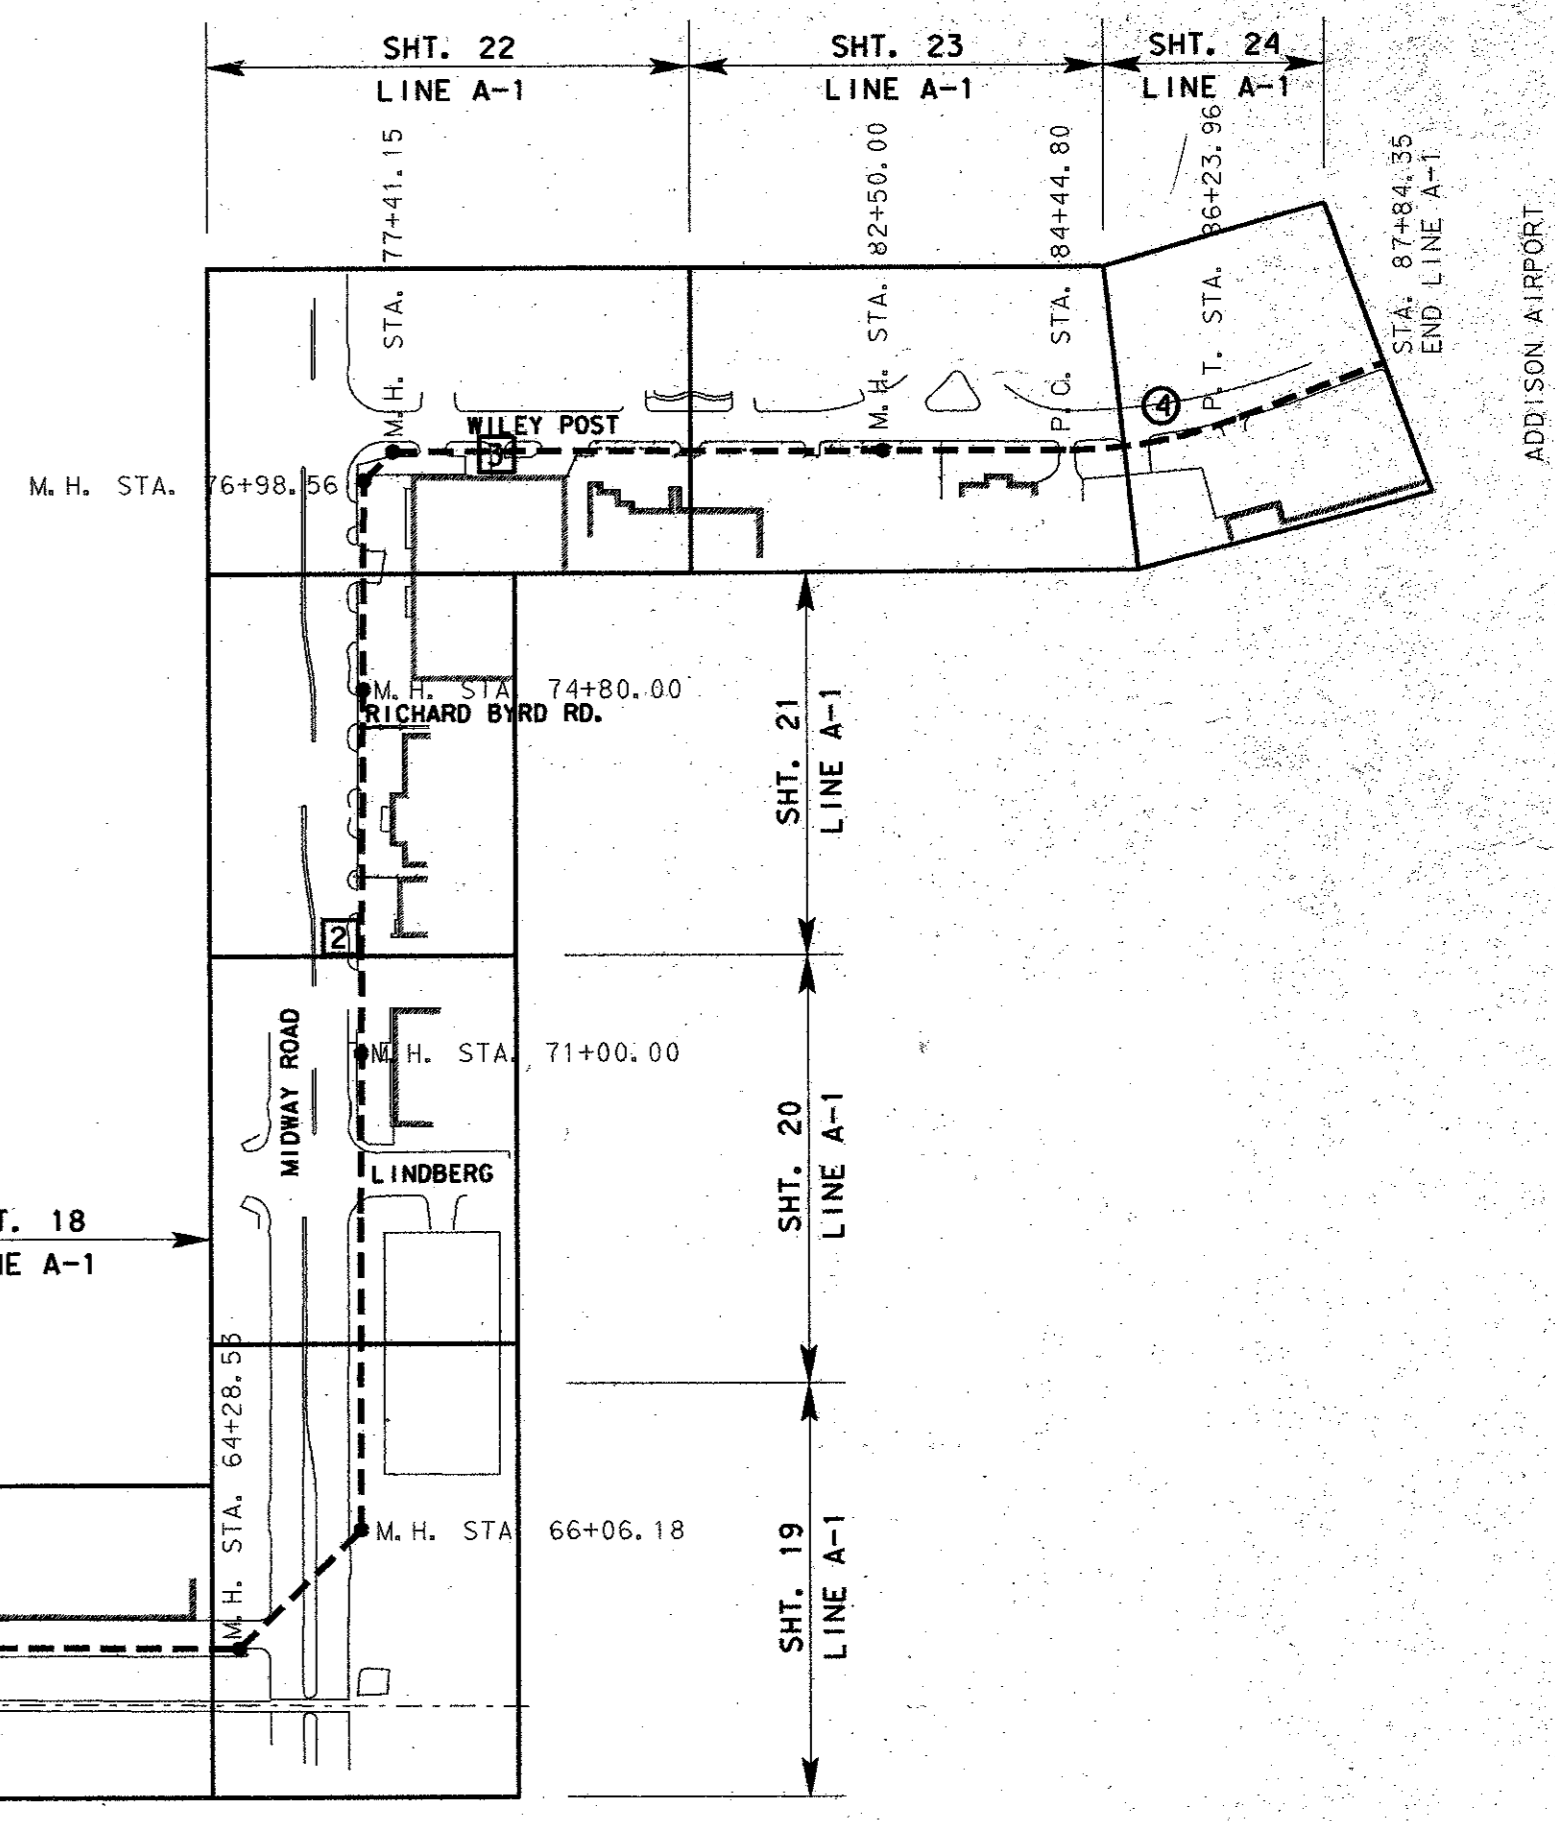 SHT. 22
LINE A-1
SHT. 23
LINE A-1
SHT. 24
LINE A-1
M.H. STA. 77+41.15
M.H. STA. 82+50.00
P.C. STA. 84+44.80
P.T. STA. 86+23.96
STA. 87+84.35
END LINE A-1
ADDISON AIRPORT
4
WILEY POST
3
M.H. STA. 76+98.56
M.H. STA. 74+80.00
RICHARD BYRD RD.
SHT. 21
LINE A-1
2
MIDWAY ROAD
M.H. STA. 71+00.00
LINDBERG
SHT. 20
LINE A-1
T. 18
NE A-1
M.H. STA. 64+28.53
M.H. STA. 66+06.18
SHT. 19
LINE A-1